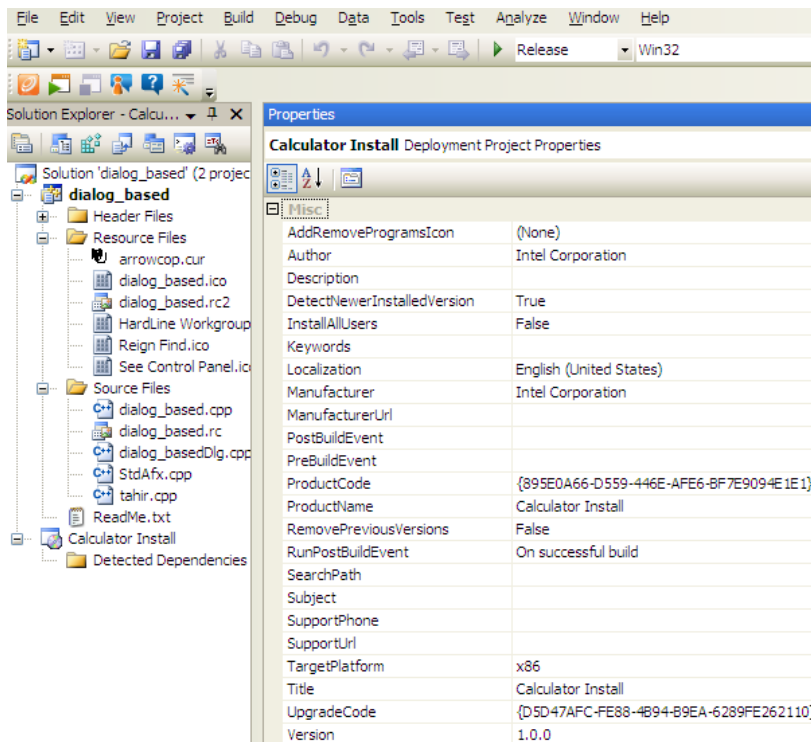 File Edit View Project Build Debug Data Tools Test Analyze Window Help
Release Win32
Solution Explorer - Calcu...
Solution 'dialog_based' (2 projec
dialog_based
Header Files
Resource Files
arrowcop.cur
dialog_based.ico
dialog_based.rc2
HardLine Workgroup
Reign Find.ico
See Control Panel.ico
Source Files
dialog_based.cpp
dialog_based.rc
dialog_basedDlg.cpp
StdAfx.cpp
tahir.cpp
ReadMe.txt
Calculator Install
Detected Dependencies
Properties
Calculator Install Deployment Project Properties
Misc
AddRemoveProgramsIcon (None)
Author Intel Corporation
Description
DetectNewerInstalledVersion True
InstallAllUsers False
Keywords
Localization English (United States)
Manufacturer Intel Corporation
ManufacturerUrl
PostBuildEvent
PreBuildEvent
ProductCode {895E0A66-D559-446E-AFE6-BF7E9094E1E1}
ProductName Calculator Install
RemovePreviousVersions False
RunPostBuildEvent On successful build
SearchPath
Subject
SupportPhone
SupportUrl
TargetPlatform x86
Title Calculator Install
UpgradeCode {D5D47AFC-FE88-4B94-B9EA-6289FE262110}
Version 1.0.0